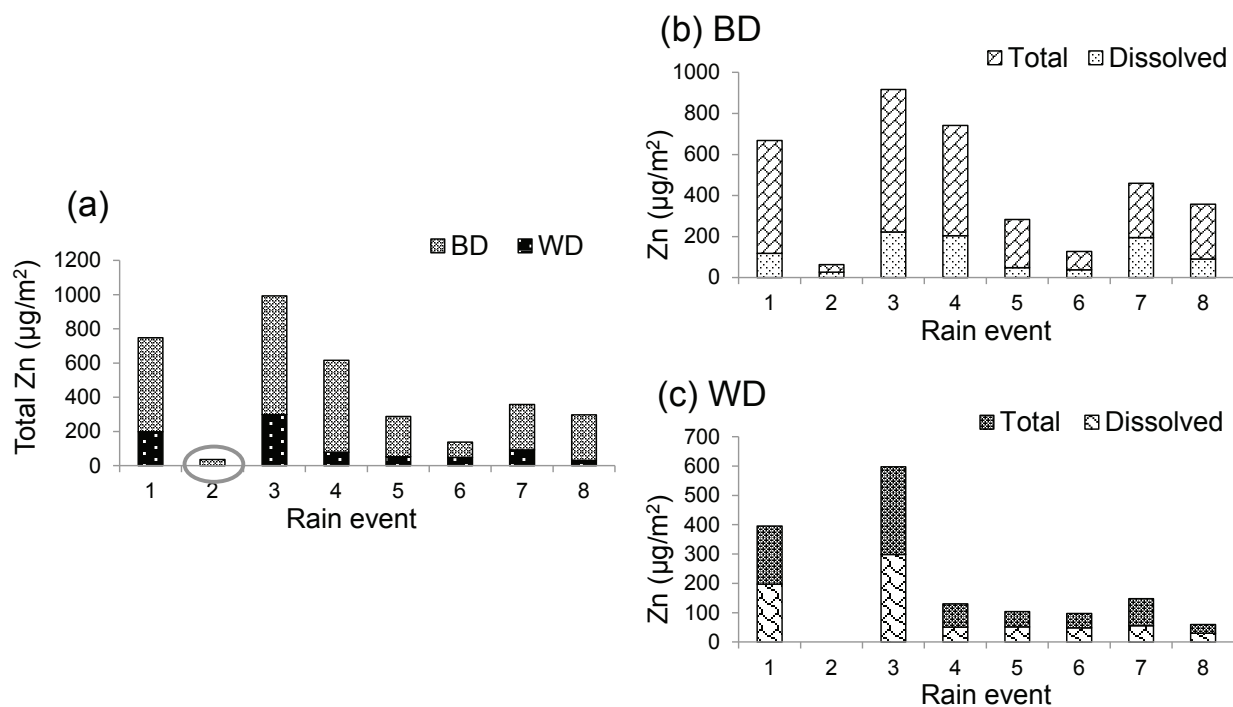 (a)
BD WD
Total Zn (µg/m²)
1200
1000
800
600
400
200
0
1 2 3 4 5 6 7 8
Rain event
(b) BD
Total Dissolved
Zn (µg/m²)
1000
800
600
400
200
0
1 2 3 4 5 6 7 8
Rain event
(c) WD
Total Dissolved
Zn (µg/m²)
700
600
500
400
300
200
100
0
1 2 3 4 5 6 7 8
Rain event